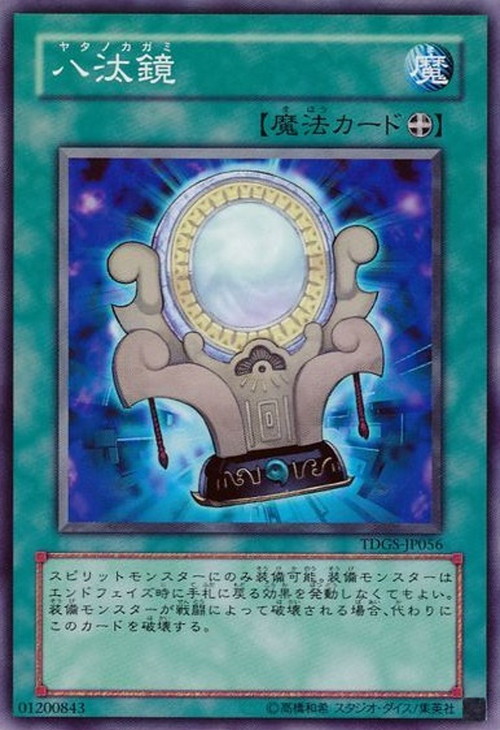 ヤタノカガミ
八汰鏡
魔
まほう
【魔法カード】
TDGS-JP056
スピリットモンスターにのみ装備可能。装備モンスターは
エンドフェイズ時に手札に戻る効果を発動しなくてもよい。
装備モンスターが戦闘によって破壊される場合、代わりに
このカードを破壊する。
01200843
©高橋和希 スタジオ・ダイス/集英社